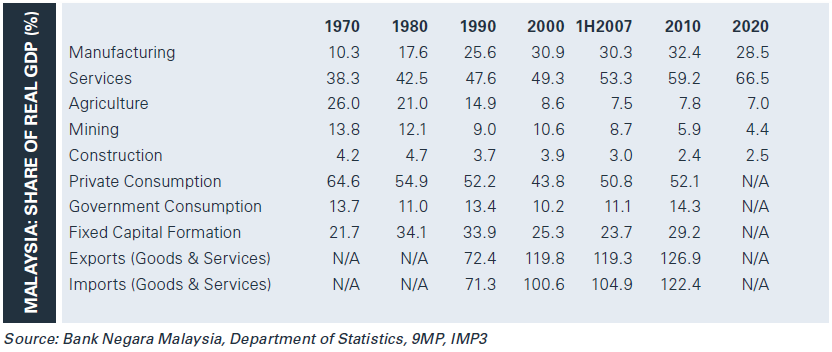 MALAYSIA: SHARE OF REAL GDP (%)
1970 1980 1990 2000 1H2007 2010 2020
Manufacturing 10.3 17.6 25.6 30.9 30.3 32.4 28.5
Services 38.3 42.5 47.6 49.3 53.3 59.2 66.5
Agriculture 26.0 21.0 14.9 8.6 7.5 7.8 7.0
Mining 13.8 12.1 9.0 10.6 8.7 5.9 4.4
Construction 4.2 4.7 3.7 3.9 3.0 2.4 2.5
Private Consumption 64.6 54.9 52.2 43.8 50.8 52.1 N/A
Government Consumption 13.7 11.0 13.4 10.2 11.1 14.3 N/A
Fixed Capital Formation 21.7 34.1 33.9 25.3 23.7 29.2 N/A
Exports (Goods & Services) N/A N/A 72.4 119.8 119.3 126.9 N/A
Imports (Goods & Services) N/A N/A 71.3 100.6 104.9 122.4 N/A
Source: Bank Negara Malaysia, Department of Statistics, 9MP, IMP3